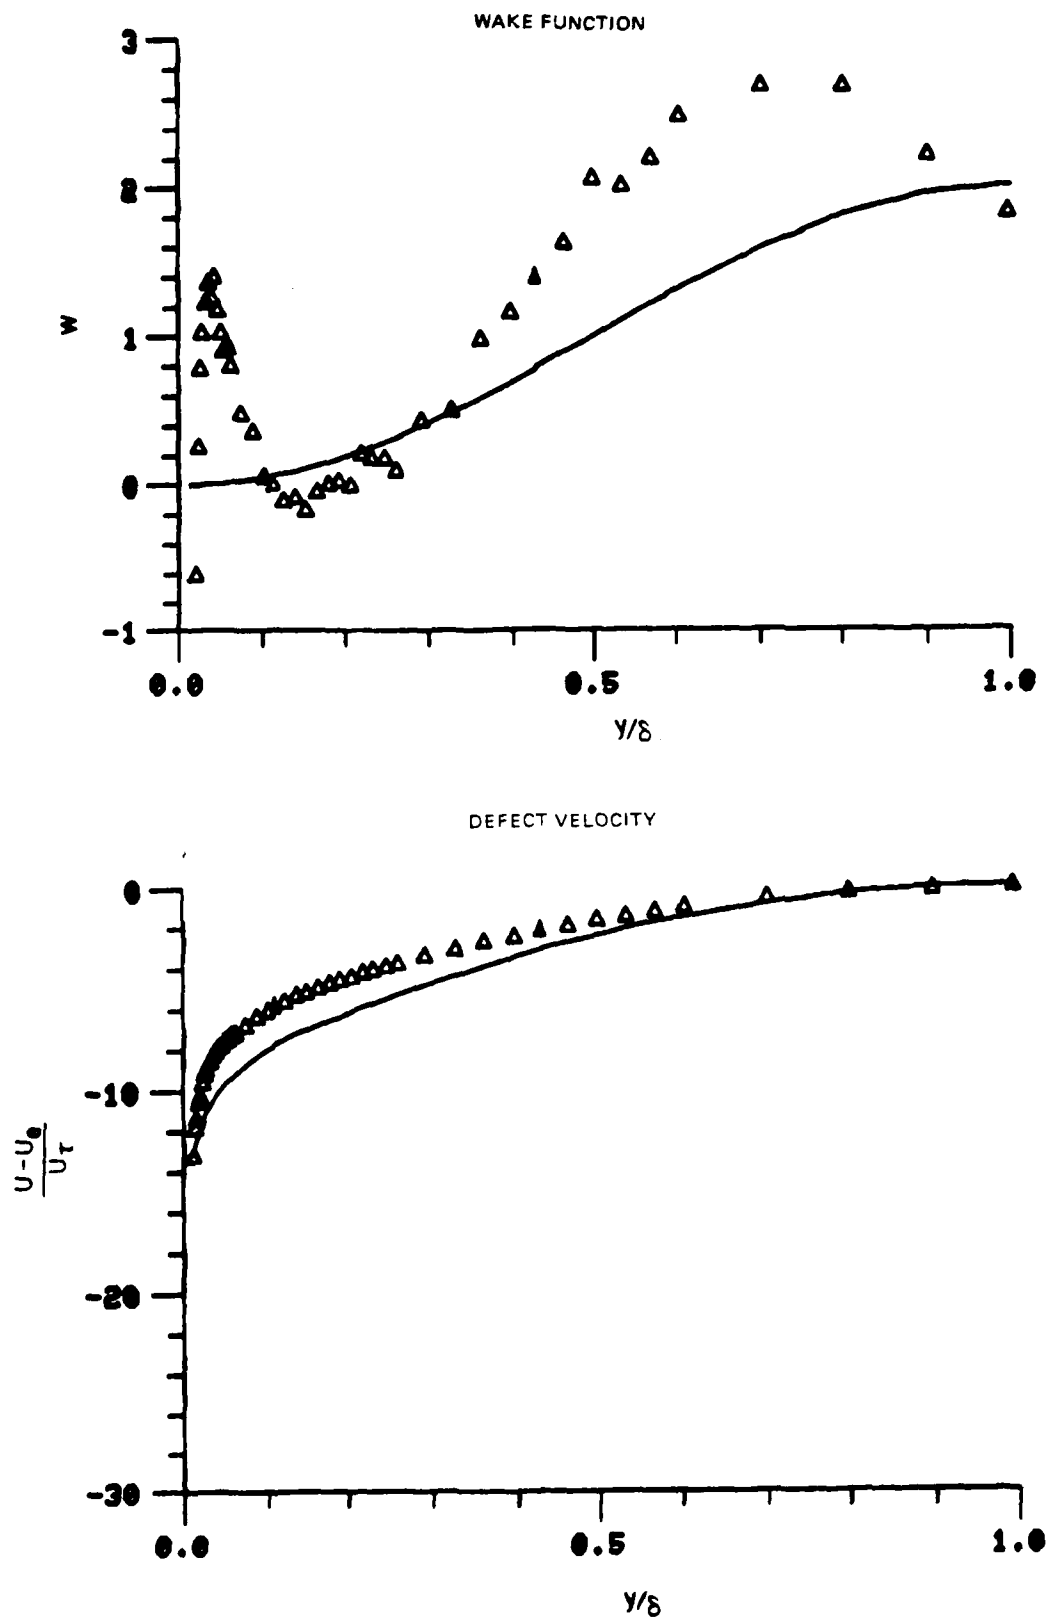 WAKE FUNCTION
3
2
1
0
-1
W
0.0 0.5 1.0
y/δ
DEFECT VELOCITY
0
-10
-20
-30
U-Ue
Uτ
0.0 0.5 1.0
y/δ